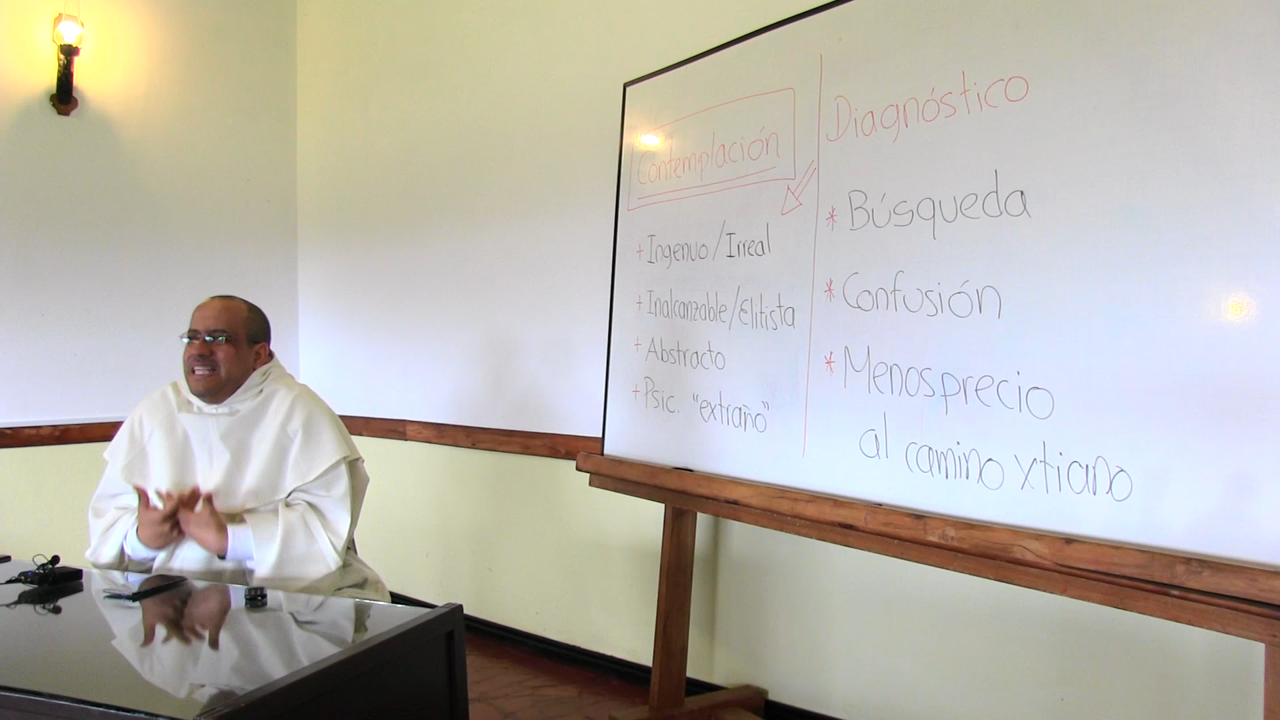 Contemplación
+ Ingenuo/Irreal
+ Inalcanzable/Elitista
+ Abstracto
+ Psic. "extraño"
Diagnóstico
* Búsqueda
* Confusión
* Menosprecio
al camino xtiano